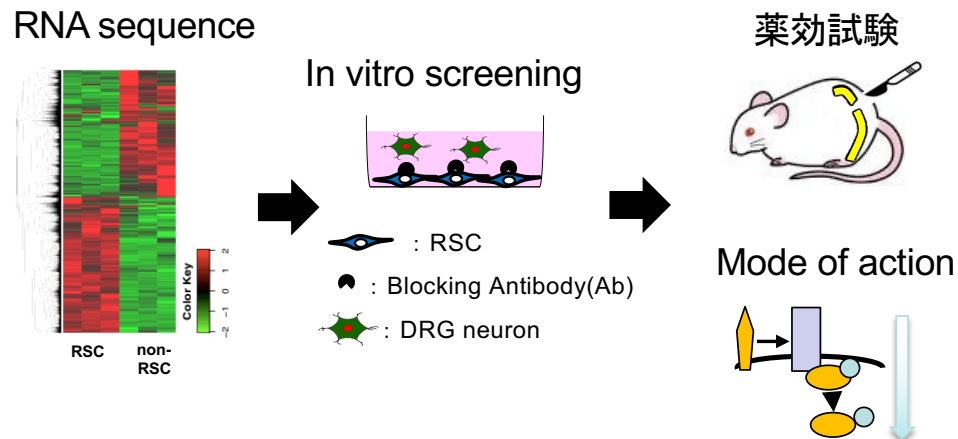 RNA sequence
In vitro screening
薬効試験
2
1
0
−1
−2
Color Key
RSC
non-
RSC
: RSC
: Blocking Antibody(Ab)
: DRG neuron
Mode of action